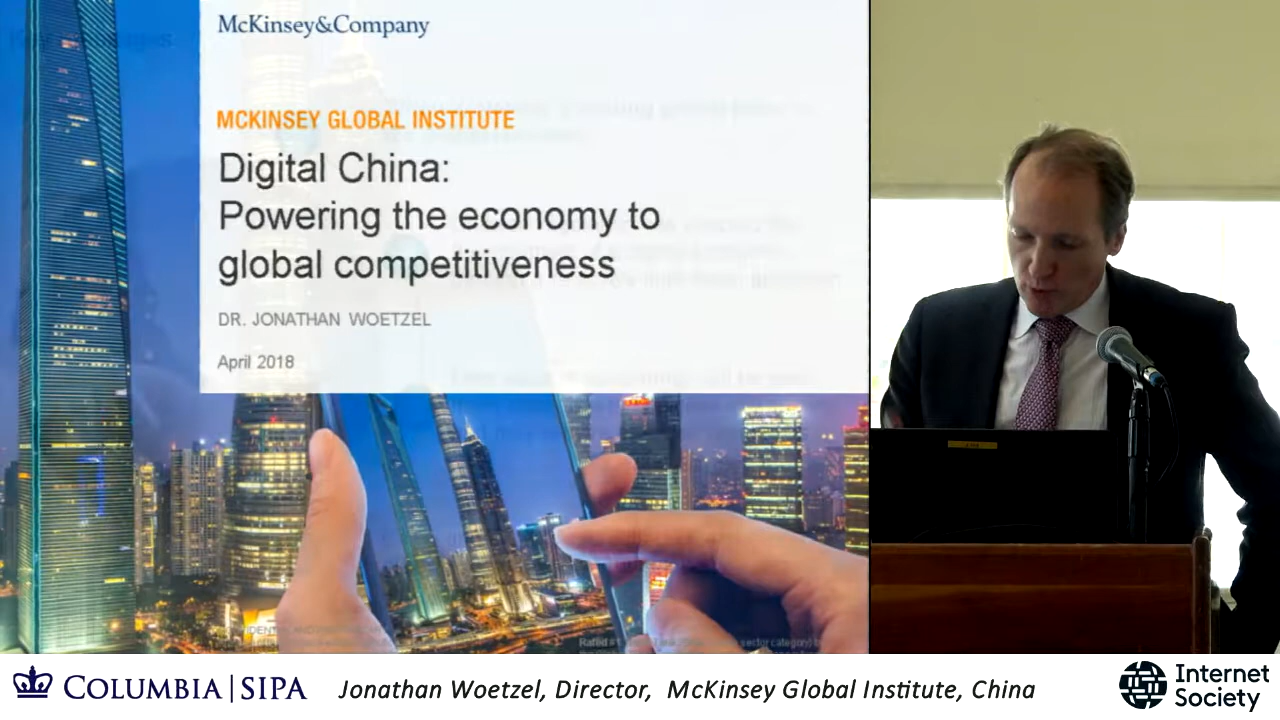 McKinsey&Company
MCKINSEY GLOBAL INSTITUTE
Digital China:
Powering the economy to
global competitiveness
DR. JONATHAN WOETZEL
April 2018
COLUMBIA | SIPA
Jonathan Woetzel, Director, McKinsey Global Institute, China
Internet
Society